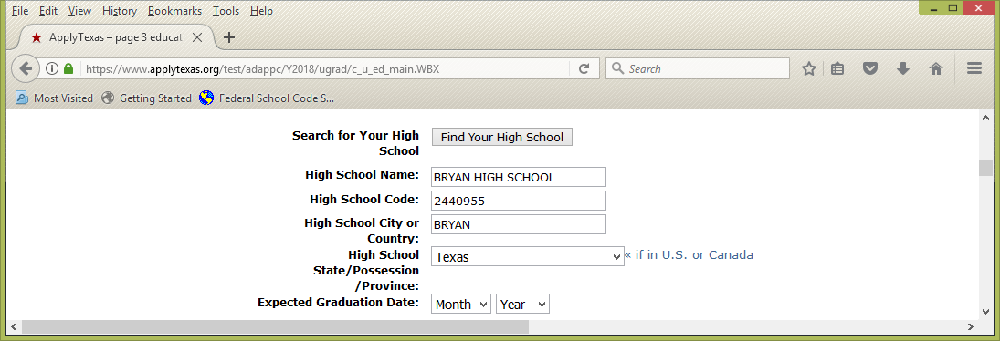 File Edit View History Bookmarks Tools Help
ApplyTexas – page 3 educati
https://www.applytexas.org/test/adappc/Y2018/ugrad/c_u_ed_main.WBX Search
Most Visited Getting Started Federal School Code S...
Search for Your High School Find Your High School
High School Name: BRYAN HIGH SCHOOL
High School Code: 2440955
High School City or Country: BRYAN
High School State/Possession/Province: Texas « if in U.S. or Canada
Expected Graduation Date: Month Year